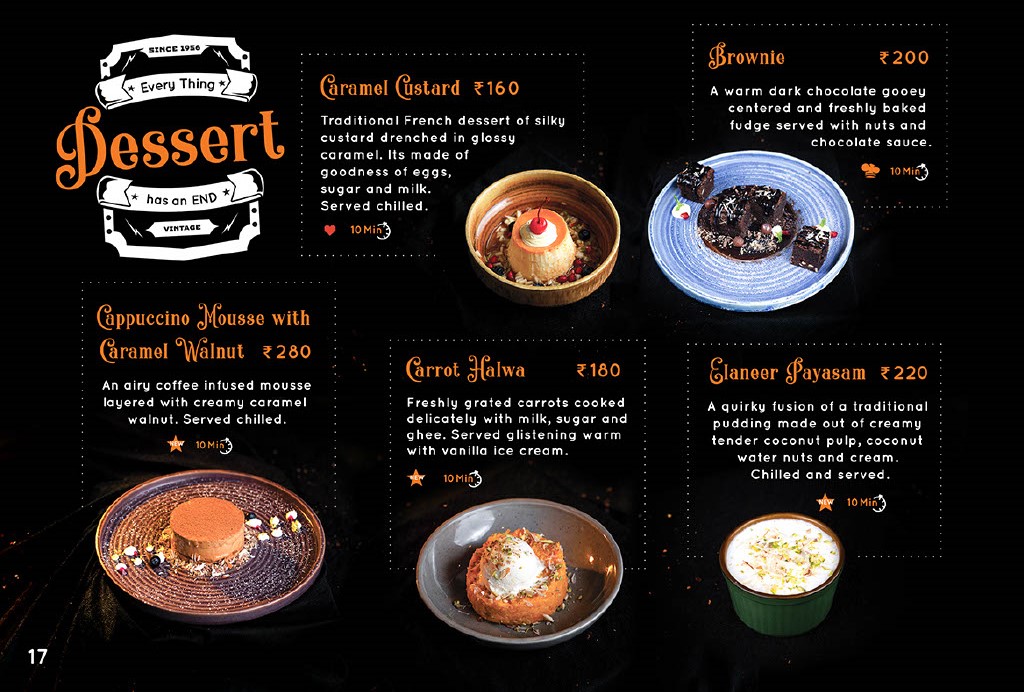 SINCE 1956
Every Thing
Dessert
has an END
VINTAGE
Caramel Custard ₹160
Traditional French dessert of silky
custard drenched in glossy
caramel. Its made of
goodness of eggs,
sugar and milk.
Served chilled.
10 Min
Brownie ₹200
A warm dark chocolate gooey
centered and freshly baked
fudge served with nuts and
chocolate sauce.
10 Min
Cappuccino Mousse with
Caramel Walnut ₹280
An airy coffee infused mousse
layered with creamy caramel
walnut. Served chilled.
NEW 10 Min
Carrot Halwa ₹180
Freshly grated carrots cooked
delicately with milk, sugar and
ghee. Served glistening warm
with vanilla ice cream.
NEW 10 Min
Elaneer Payasam ₹220
A quirky fusion of a traditional
pudding made out of creamy
tender coconut pulp, coconut
water nuts and cream.
Chilled and served.
NEW 10 Min
17